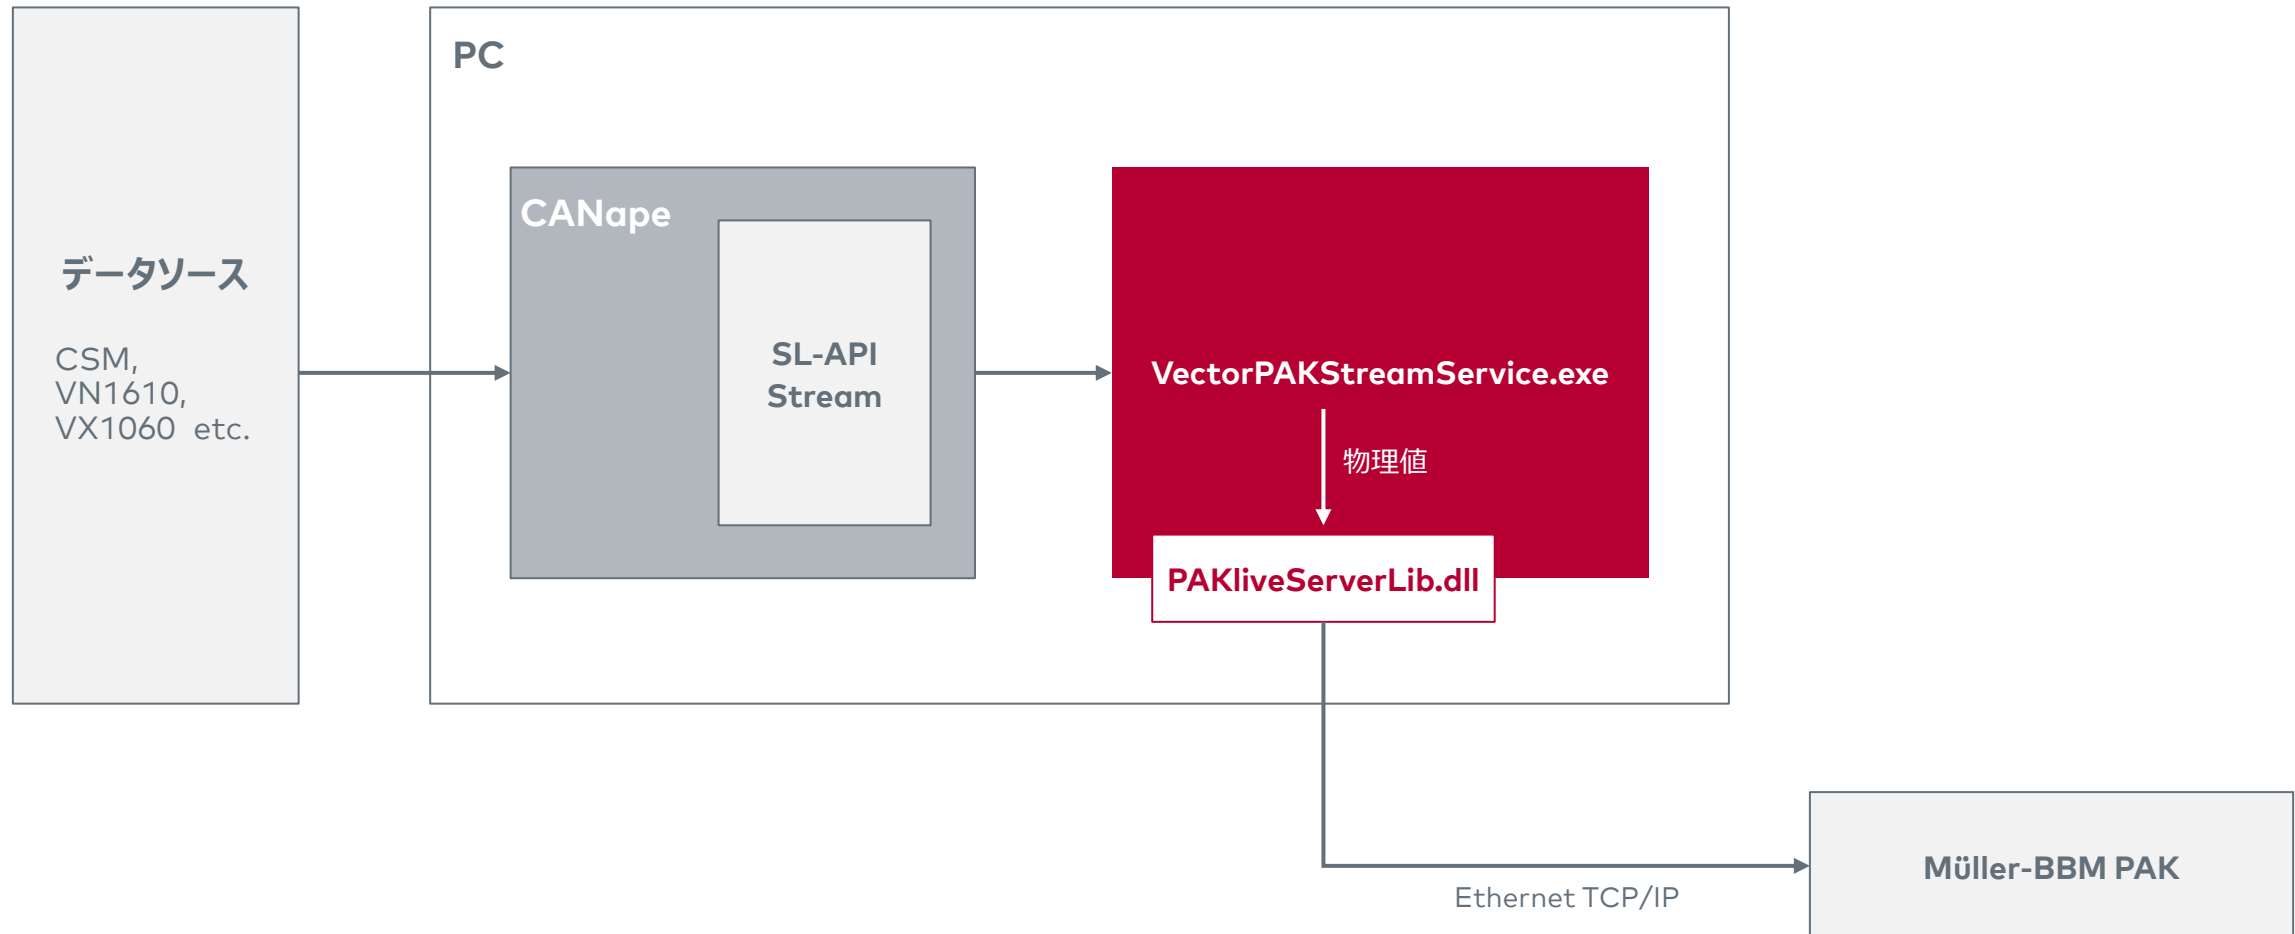 PC
データソース
CSM,
VN1610,
VX1060 etc.
CANape
SL-API
Stream
VectorPAKStreamService.exe
物理値
PAKliveServerLib.dll
Ethernet TCP/IP
Müller-BBM PAK